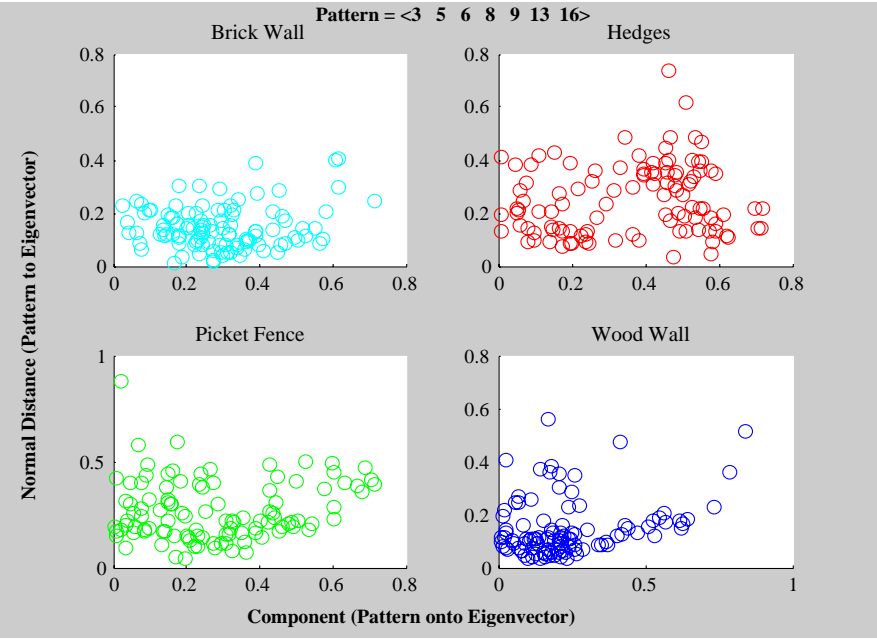 Pattern = <3 5 6 8 9 13 16>
Brick Wall
Hedges
0.8
0.6
0.4
0.2
0
0 0.2 0.4 0.6 0.8
0.8
0.6
0.4
0.2
0
0 0.2 0.4 0.6 0.8
Normal Distance (Pattern to Eigenvector)
Picket Fence
Wood Wall
1
0.5
0
0 0.2 0.4 0.6 0.8
0.8
0.6
0.4
0.2
0
0 0.5 1
Component (Pattern onto Eigenvector)